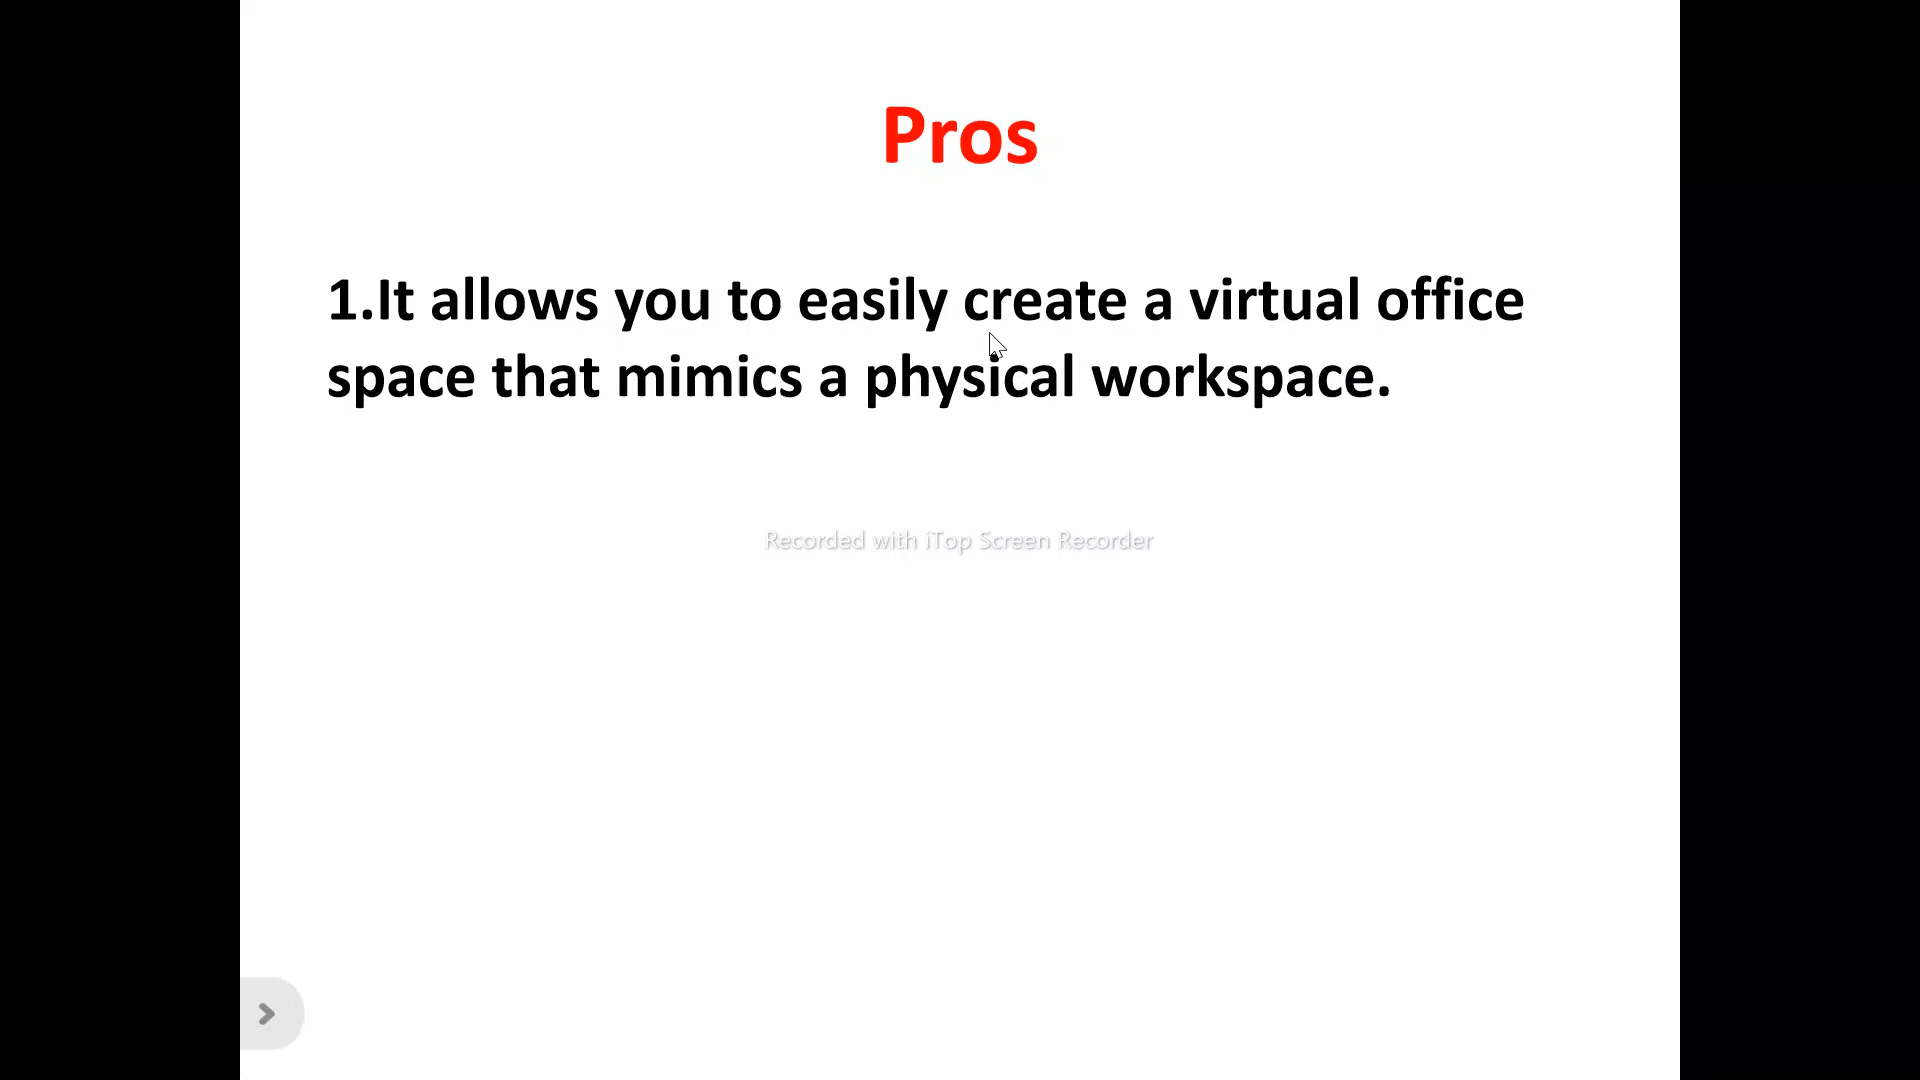 Pros
1.It allows you to easily create a virtual office
space that mimics a physical workspace.
Recorded with iTop Screen Recorder